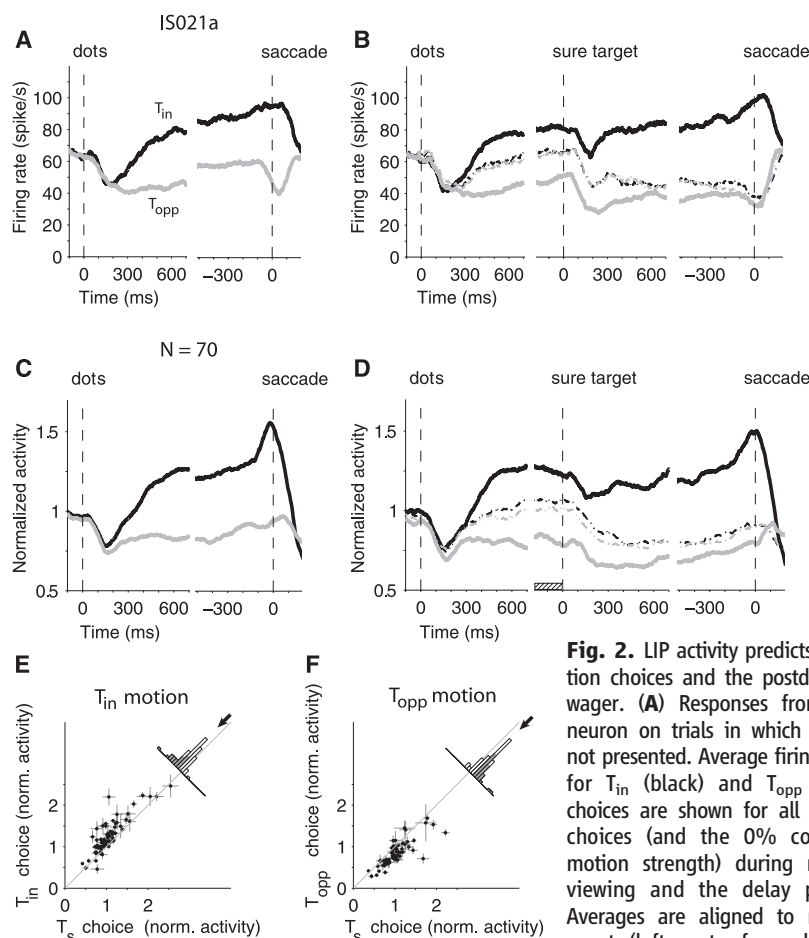 IS021a
A
B
dots
saccade
dots
sure target
saccade
Firing rate (spike/s)
100
80
60
40
20
0
T_in
T_opp
0
300
600
−300
0
Time (ms)
Firing rate (spike/s)
100
80
60
40
20
0
0
300
600
0
300
600
−300
0
Time (ms)
N = 70
C
D
dots
saccade
dots
sure target
saccade
Normalized activity
1.5
1
0.5
0
300
600
−300
0
Time (ms)
Normalized activity
1.5
1
0.5
0
300
600
0
300
600
−300
0
Time (ms)
E
F
T_in motion
T_opp motion
T_in choice (norm. activity)
2
1
0
0
1
2
T_s choice (norm. activity)
T_opp choice (norm. activity)
2
1
0
0
1
2
T_s choice (norm. activity)
Fig. 2. LIP activity predicts
tion choices and the postd
wager. (A) Responses from
neuron on trials in which
not presented. Average firin
for T_in (black) and T_opp
choices are shown for all
choices (and the 0% co
motion strength) during
viewing and the delay p
Averages are aligned to